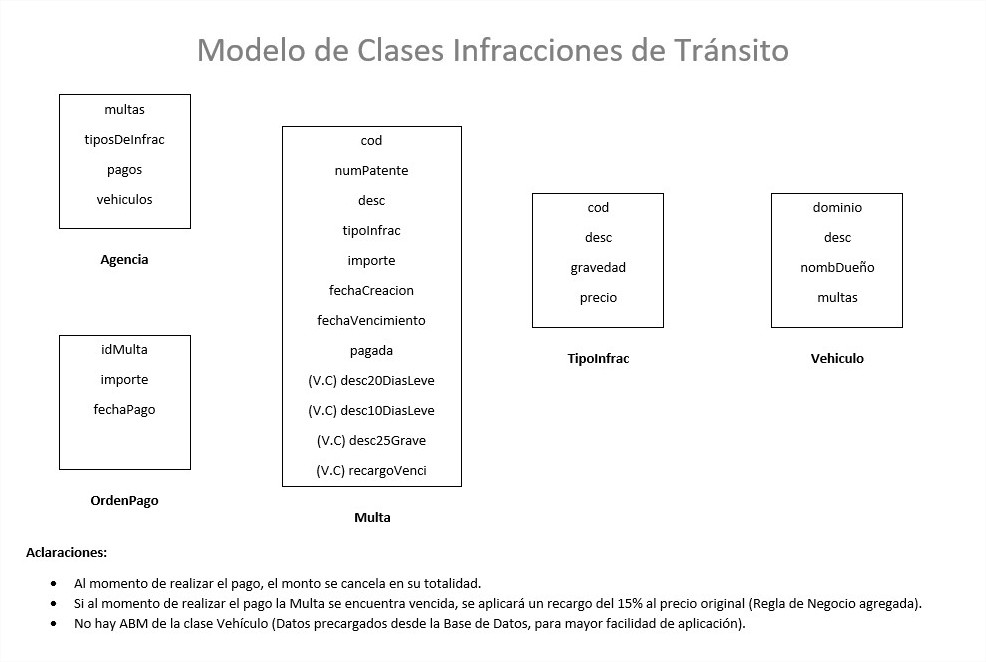 Modelo de Clases Infracciones de Tránsito
multas
tiposDeInfrac
pagos
vehiculos
Agencia
idMulta
importe
fechaPago
OrdenPago
cod
numPatente
desc
tipoInfrac
importe
fechaCreacion
fechaVencimiento
pagada
(V.C) desc20DiasLeve
(V.C) desc10DiasLeve
(V.C) desc25Grave
(V.C) recargoVenci
Multa
cod
desc
gravedad
precio
TipoInfrac
dominio
desc
nombDueño
multas
Vehiculo
Aclaraciones:
• Al momento de realizar el pago, el monto se cancela en su totalidad.
• Si al momento de realizar el pago la Multa se encuentra vencida, se aplicará un recargo del 15% al precio original (Regla de Negocio agregada).
• No hay ABM de la clase Vehículo (Datos precargados desde la Base de Datos, para mayor facilidad de aplicación).